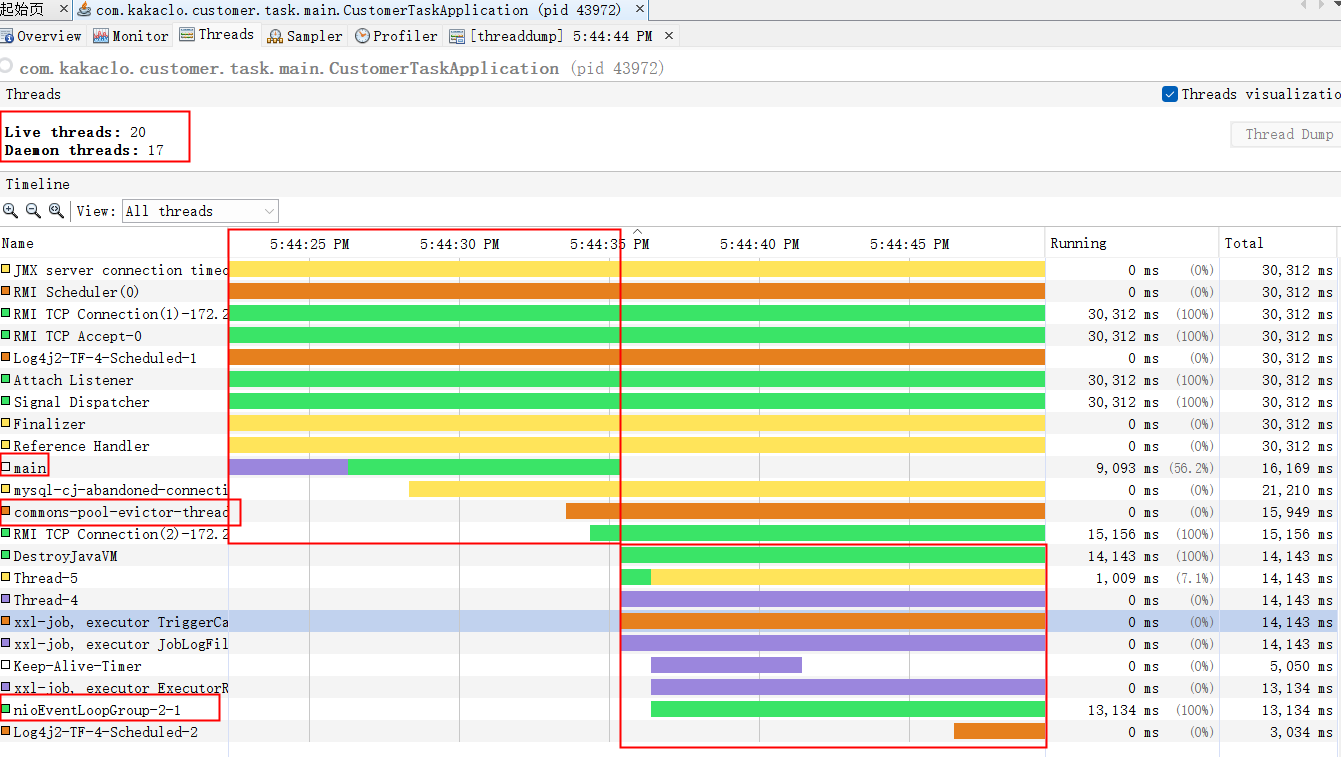 起始页 × com.kakaclo.customer.task.main.CustomerTaskApplication (pid 43972) ×
Overview Monitor Threads Sampler Profiler [threaddump] 5:44:44 PM ×
com.kakaclo.customer.task.main.CustomerTaskApplication (pid 43972)
Threads Threads visualizatio
Live threads: 20
Daemon threads: 17
Thread Dump
Timeline
View: All threads
Name 5:44:25 PM 5:44:30 PM 5:44:35 PM 5:44:40 PM 5:44:45 PM Running Total
JMX server connection timeo 0 ms (0%) 30,312 ms
RMI Scheduler(0) 0 ms (0%) 30,312 ms
RMI TCP Connection(1)-172.2 30,312 ms (100%) 30,312 ms
RMI TCP Accept-0 30,312 ms (100%) 30,312 ms
Log4j2-TF-4-Scheduled-1 0 ms (0%) 30,312 ms
Attach Listener 30,312 ms (100%) 30,312 ms
Signal Dispatcher 30,312 ms (100%) 30,312 ms
Finalizer 0 ms (0%) 30,312 ms
Reference Handler 0 ms (0%) 30,312 ms
main 9,093 ms (56.2%) 16,169 ms
mysql-cj-abandoned-connecti 0 ms (0%) 21,210 ms
commons-pool-evictor-thread 0 ms (0%) 15,949 ms
RMI TCP Connection(2)-172.2 15,156 ms (100%) 15,156 ms
DestroyJavaVM 14,143 ms (100%) 14,143 ms
Thread-5 1,009 ms (7.1%) 14,143 ms
Thread-4 0 ms (0%) 14,143 ms
xxl-job, executor TriggerCa 0 ms (0%) 14,143 ms
xxl-job, executor JobLogFil 0 ms (0%) 14,143 ms
Keep-Alive-Timer 0 ms (0%) 5,050 ms
xxl-job, executor ExecutorR 0 ms (0%) 13,134 ms
nioEventLoopGroup-2-1 13,134 ms (100%) 13,134 ms
Log4j2-TF-4-Scheduled-2 0 ms (0%) 3,034 ms